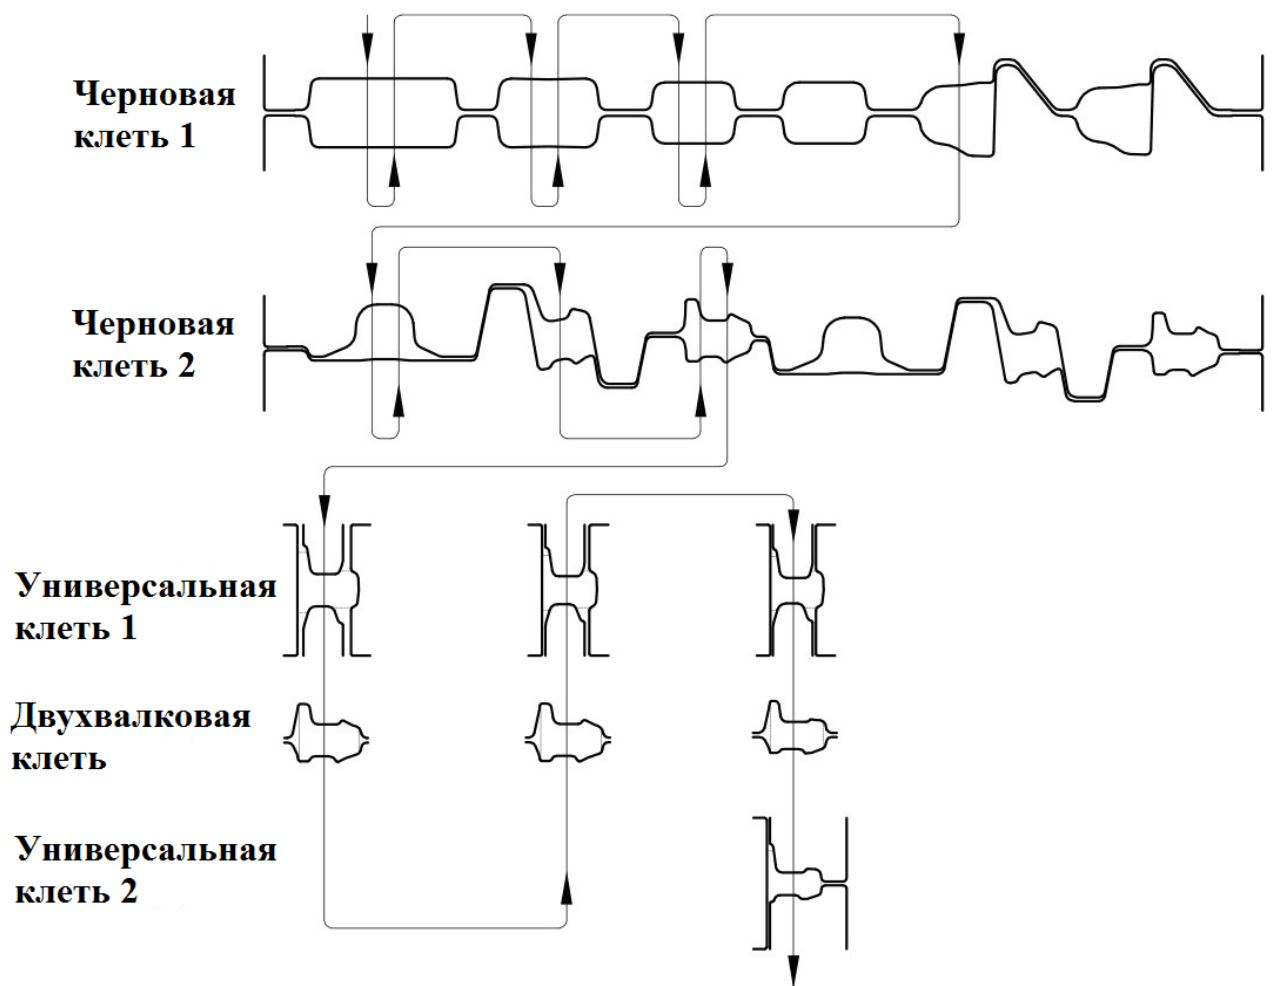 Черновая
клеть 1
Черновая
клеть 2
Универсальная
клеть 1
Двухвалковая
клеть
Универсальная
клеть 2